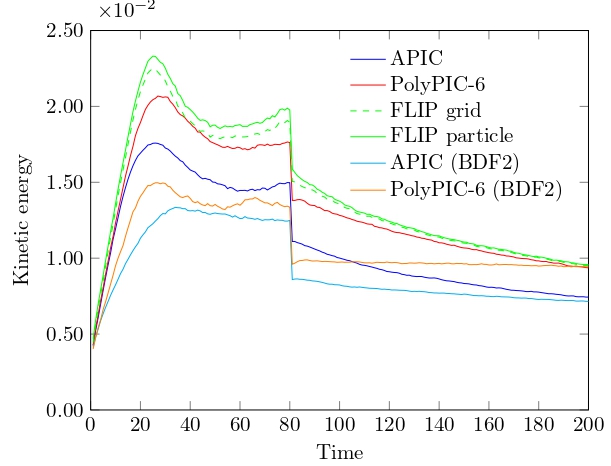 ×10⁻²
2.50
2.00
1.50
1.00
0.50
0.00
0 20 40 60 80 100 120 140 160 180 200
Time
Kinetic energy
APIC
PolyPIC-6
FLIP grid
FLIP particle
APIC (BDF2)
PolyPIC-6 (BDF2)